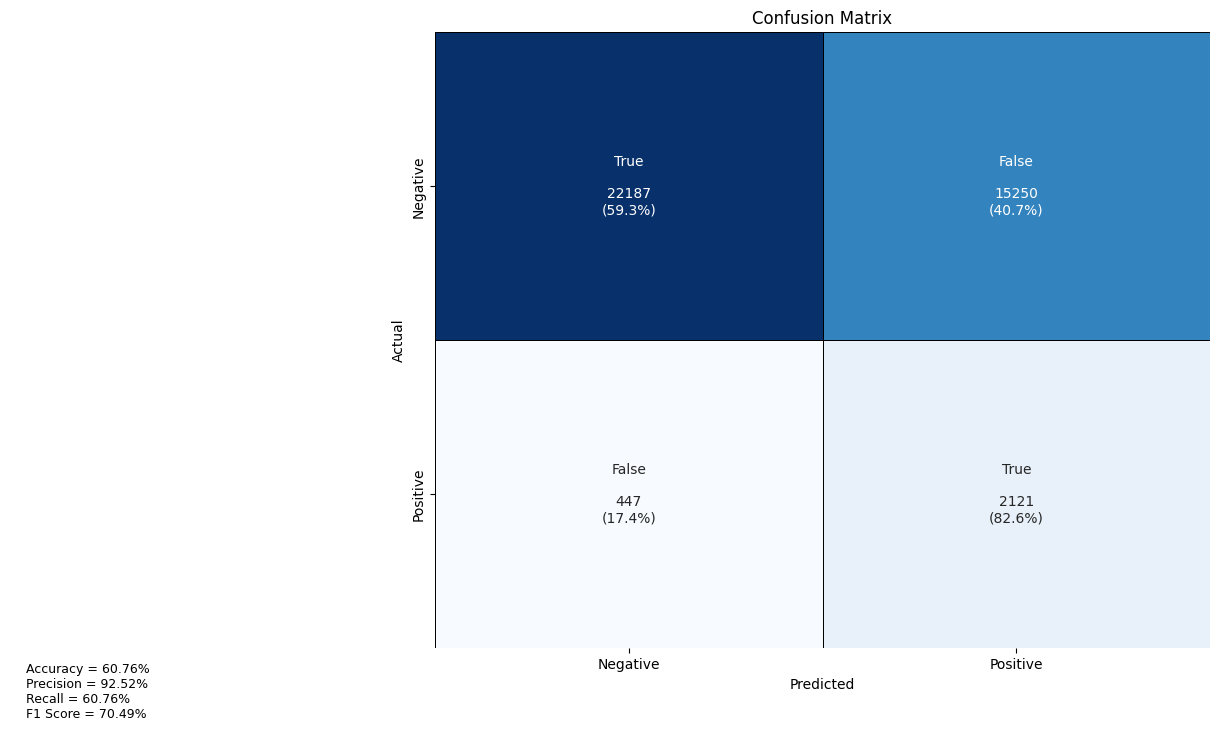 Confusion Matrix
Negative
True
22187
(59.3%)
False
15250
(40.7%)
Actual
Positive
False
447
(17.4%)
True
2121
(82.6%)
Negative
Positive
Predicted
Accuracy = 60.76%
Precision = 92.52%
Recall = 60.76%
F1 Score = 70.49%